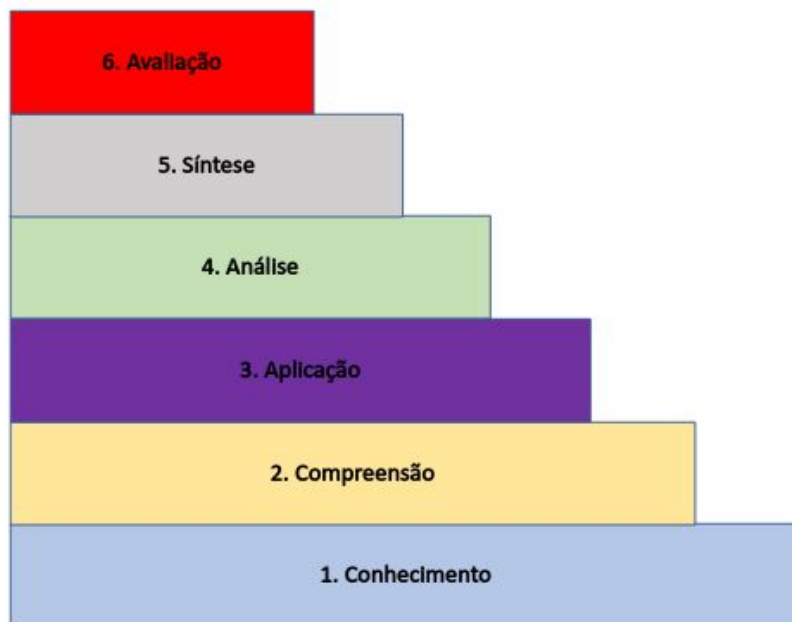 6. Avaliação
5. Síntese
4. Análise
3. Aplicação
2. Compreensão
1. Conhecimento